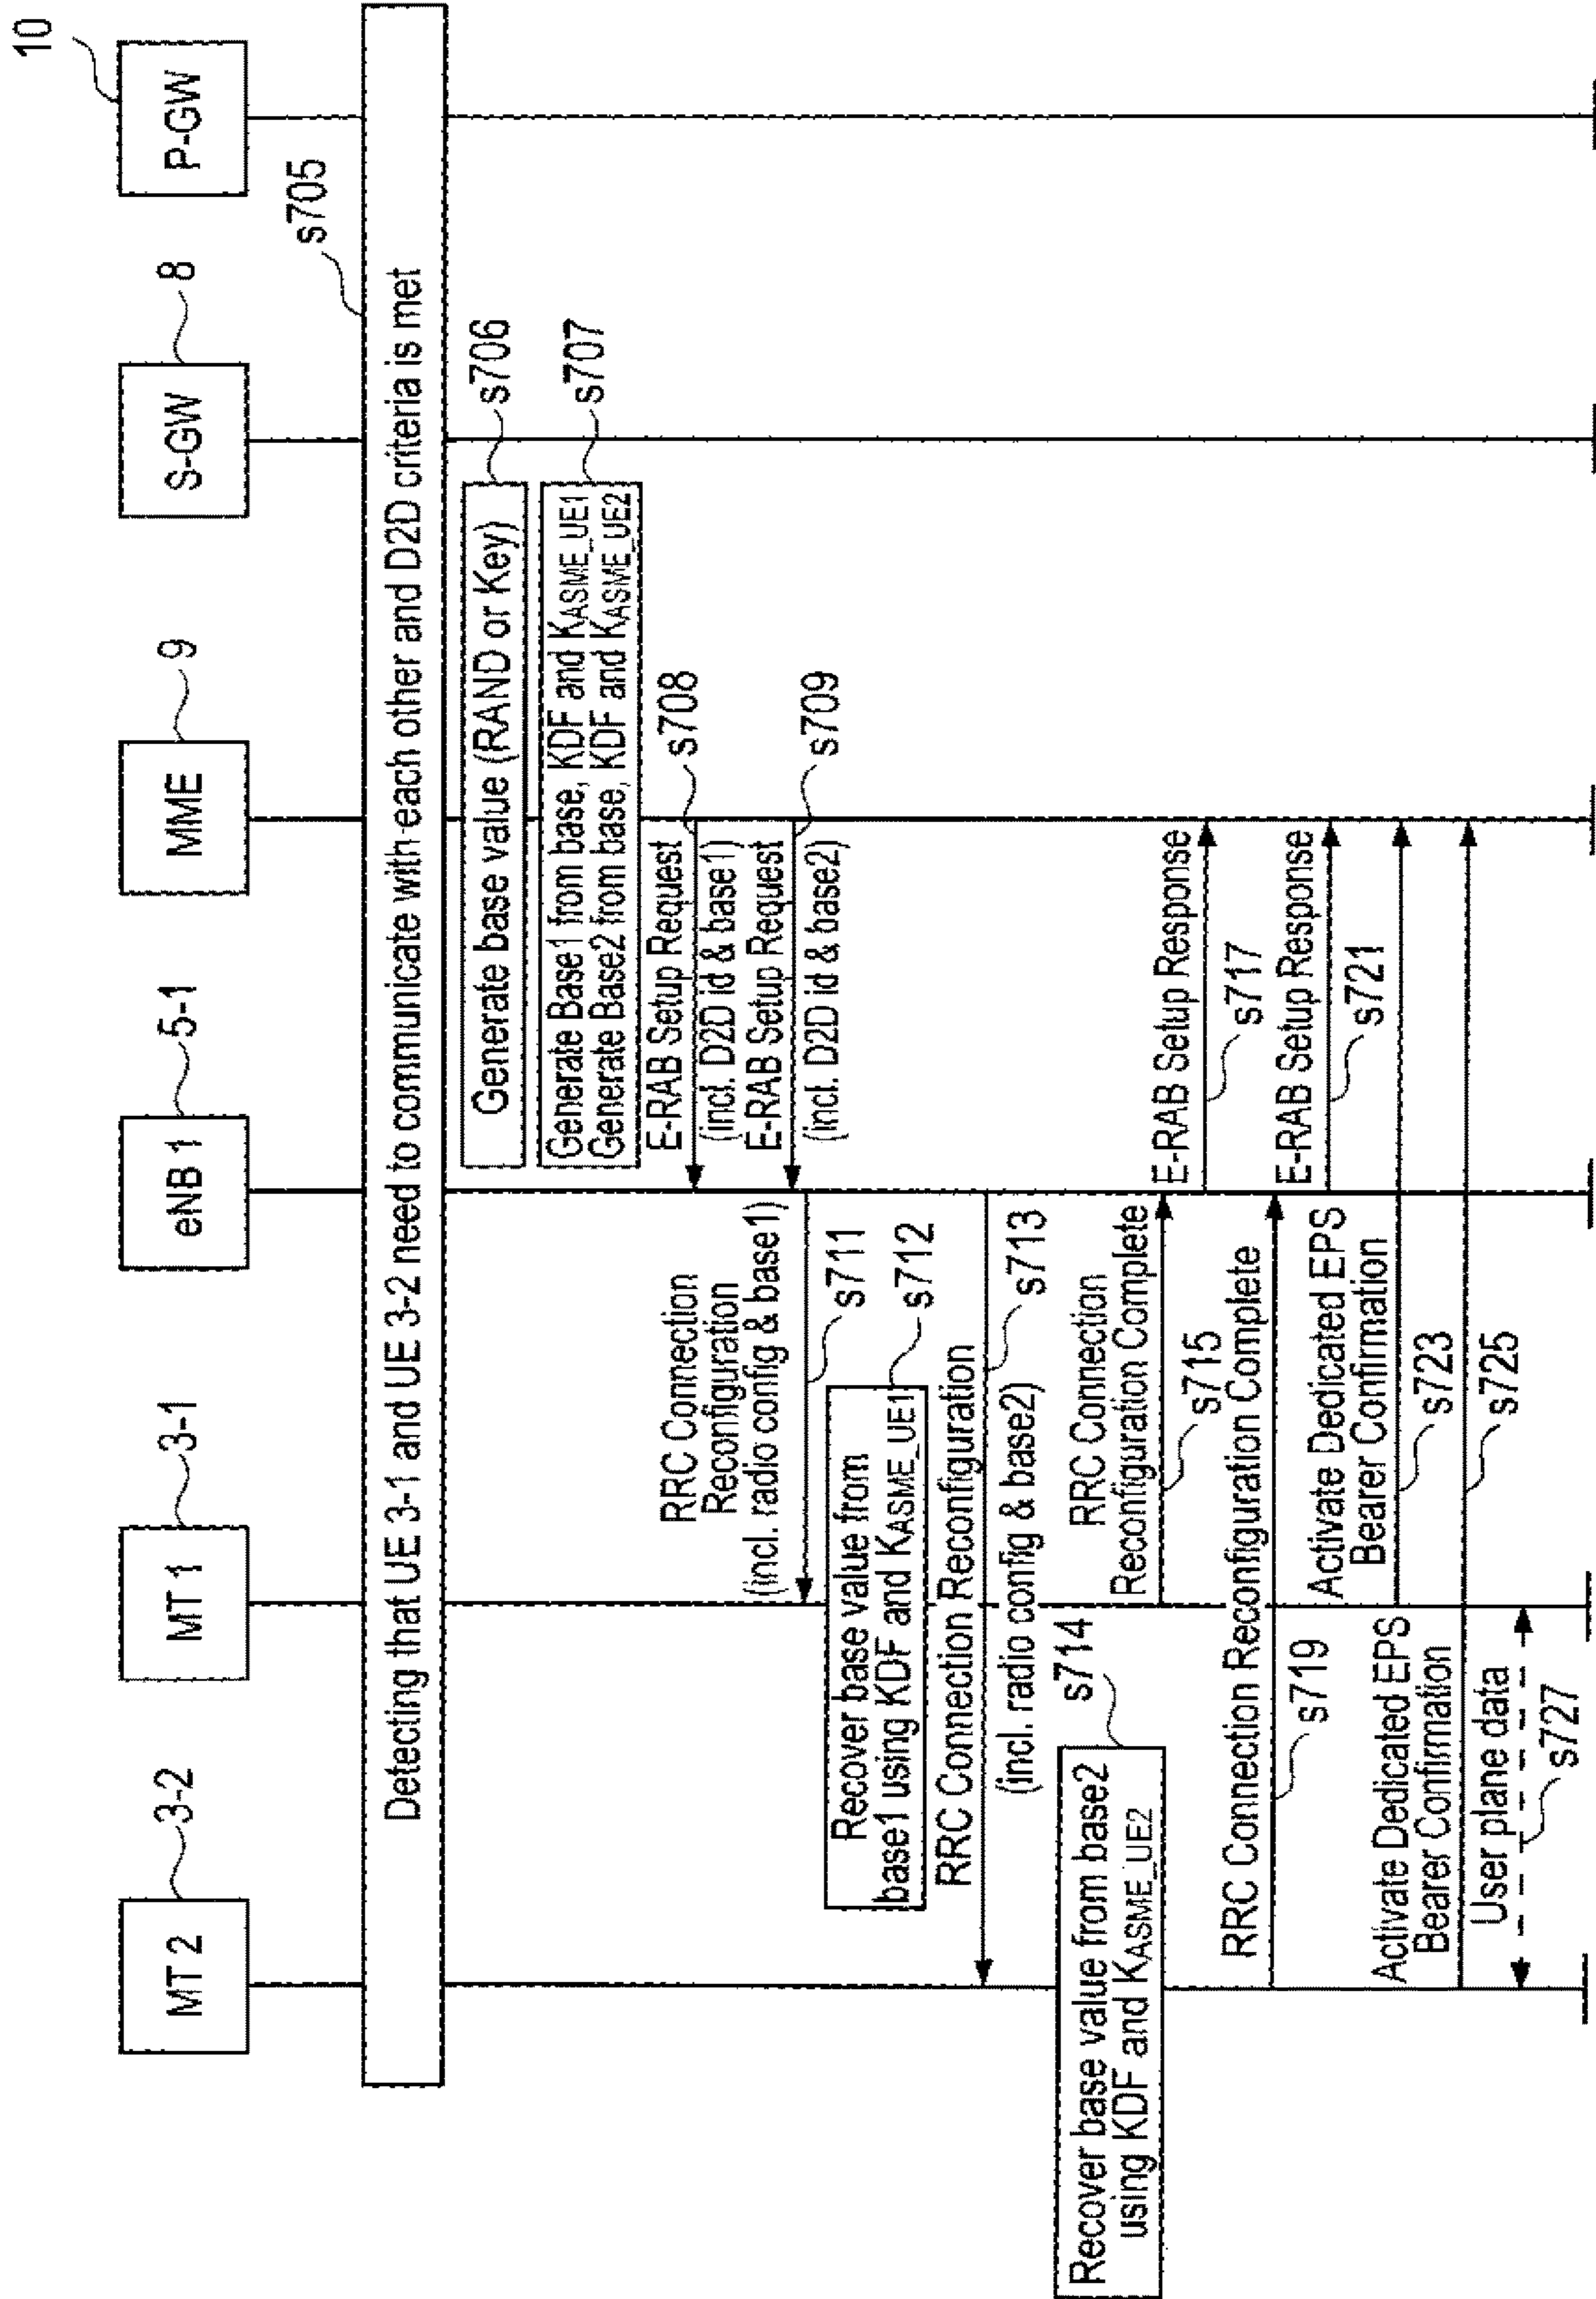 MT 2
3-2
MT 1
3-1
eNB 1
5-1
MME
9
S-GW
8
P-GW
10
Detecting that UE 3-1 and UE 3-2 need to communicate with each other and D2D criteria is met
s705
Generate base value (RAND or Key)
s706
Generate Base1 from base, KDF and KASME_UE1
Generate Base2 from base, KDF and KASME_UE2
s707
E-RAB Setup Request
(incl. D2D id & base1)
s708
E-RAB Setup Request
(incl. D2D id & base2)
s709
RRC Connection
Reconfiguration
(incl. radio config & base1)
s711
Recover base value from
base1 using KDF and KASME_UE1
s712
RRC Connection Reconfiguration
(incl. radio config & base2)
s713
Recover base value from base2
using KDF and KASME_UE2
s714
RRC Connection
Reconfiguration Complete
s715
E-RAB Setup Response
s717
RRC Connection Reconfiguration Complete
s719
E-RAB Setup Response
s721
Activate Dedicated EPS
Bearer Confirmation
s723
Activate Dedicated EPS
Bearer Confirmation
s725
User plane data
s727